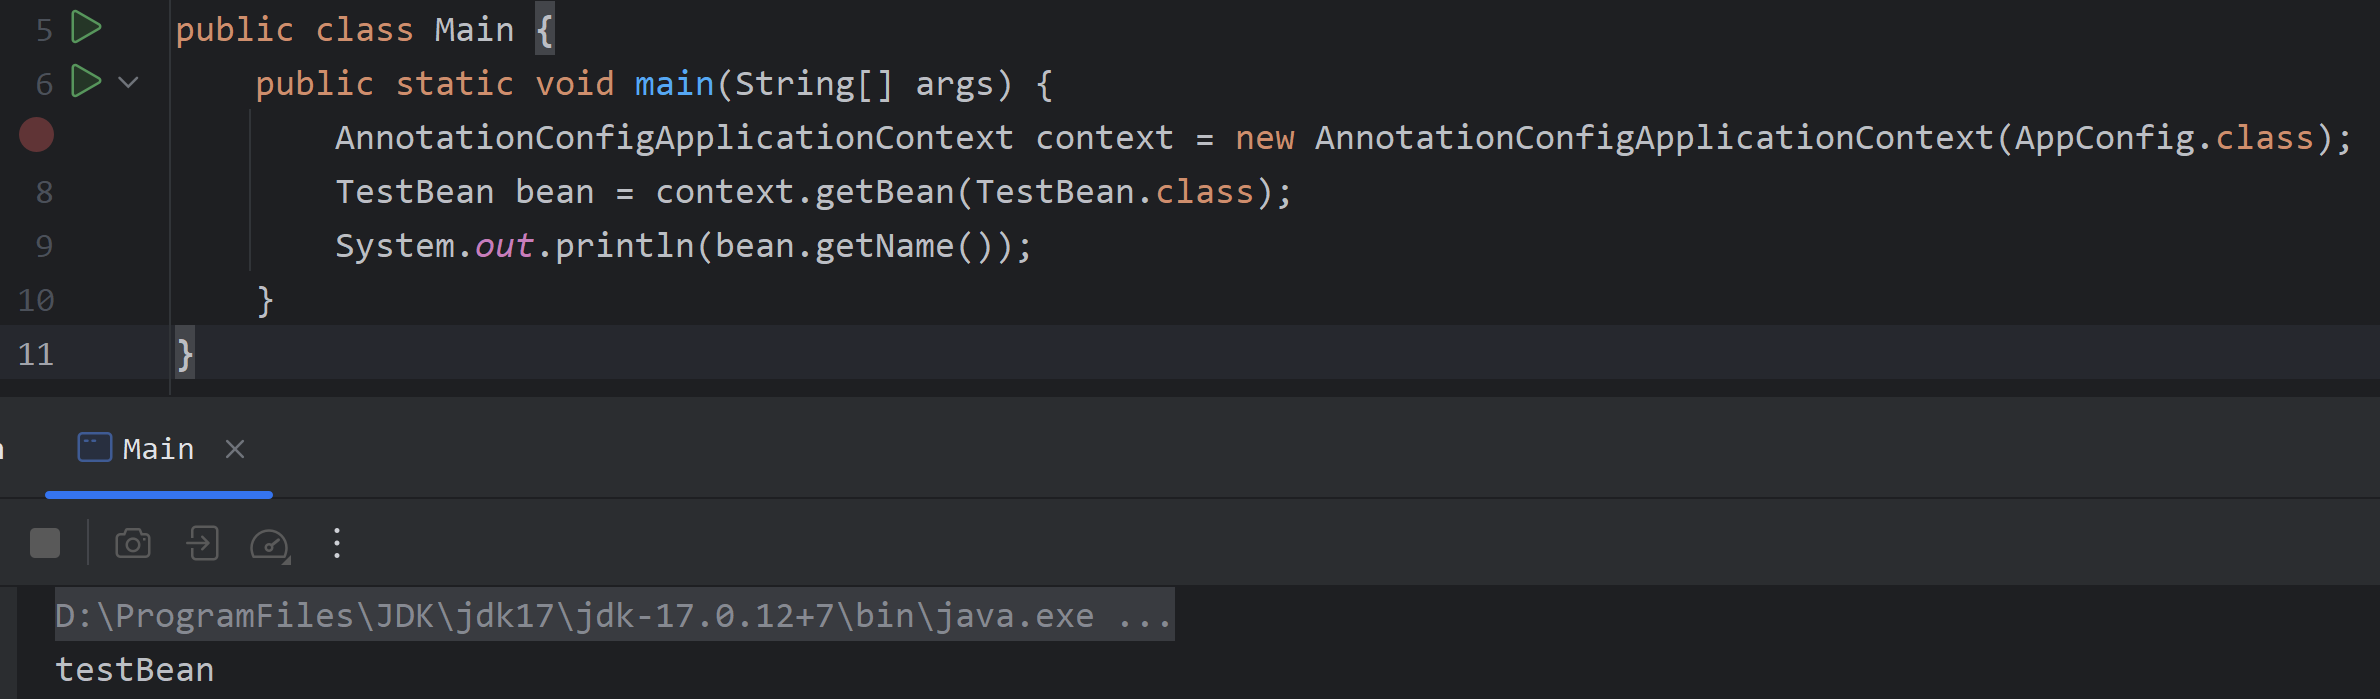 5 public class Main {
6 public static void main(String[] args) {
AnnotationConfigApplicationContext context = new AnnotationConfigApplicationContext(AppConfig.class);
8 TestBean bean = context.getBean(TestBean.class);
9 System.out.println(bean.getName());
10 }
11 }
Main
D:\ProgramFiles\JDK\jdk17\jdk-17.0.12+7\bin\java.exe ...
testBean